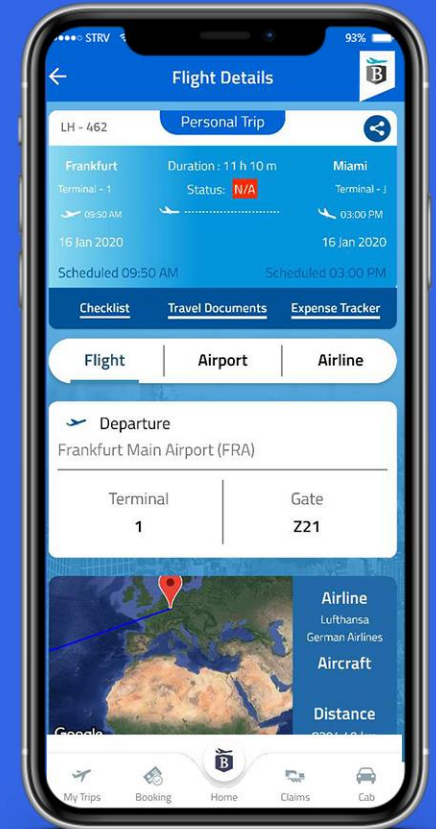 STRV
93%
Flight Details
B
LH - 462
Personal Trip
Frankfurt
Duration : 11 h 10 m
Miami
Terminal - 1
Status: N/A
Terminal - J
09:50 AM
03:00 PM
16 Jan 2020
16 Jan 2020
Scheduled 09:50 AM
Scheduled 03:00 PM
Checklist
Travel Documents
Expense Tracker
Flight
Airport
Airline
Departure
Frankfurt Main Airport (FRA)
Terminal
Gate
1
Z21
Airline
Lufthansa
German Airlines
Aircraft
Distance
Google
B
My Trips
Booking
Home
Claims
Cab